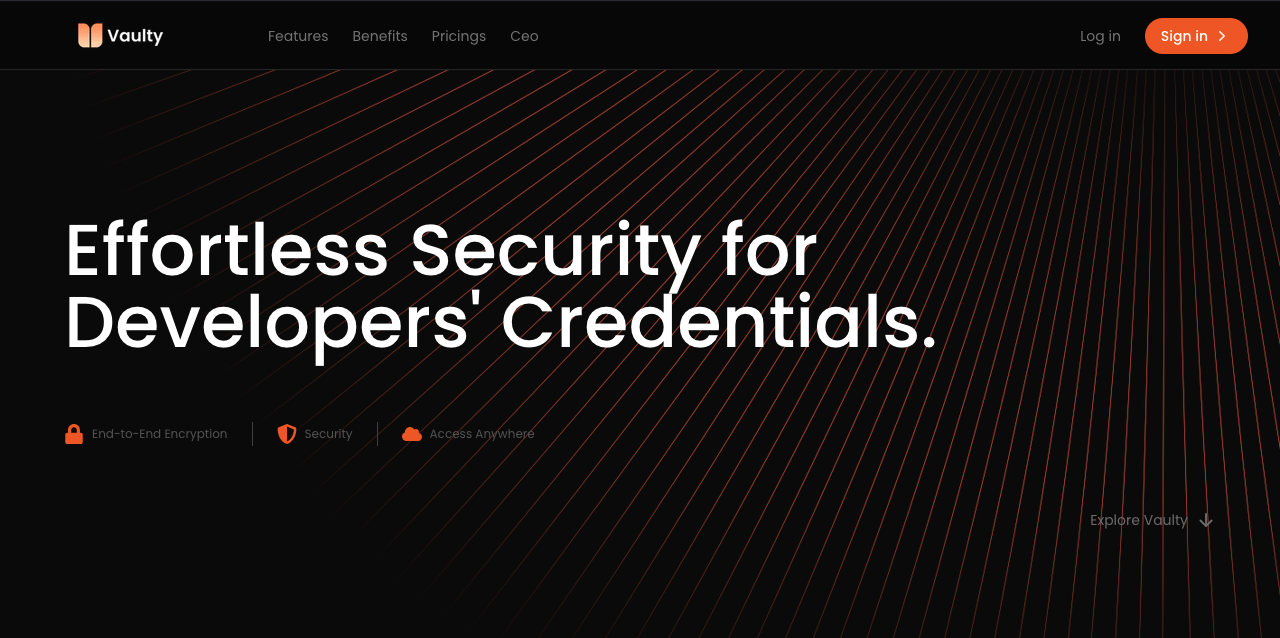 Vaulty
Features
Benefits
Pricings
Ceo
Log in
Sign in
Effortless Security for
Developers' Credentials.
End-to-End Encryption
Security
Access Anywhere
Explore Vaulty